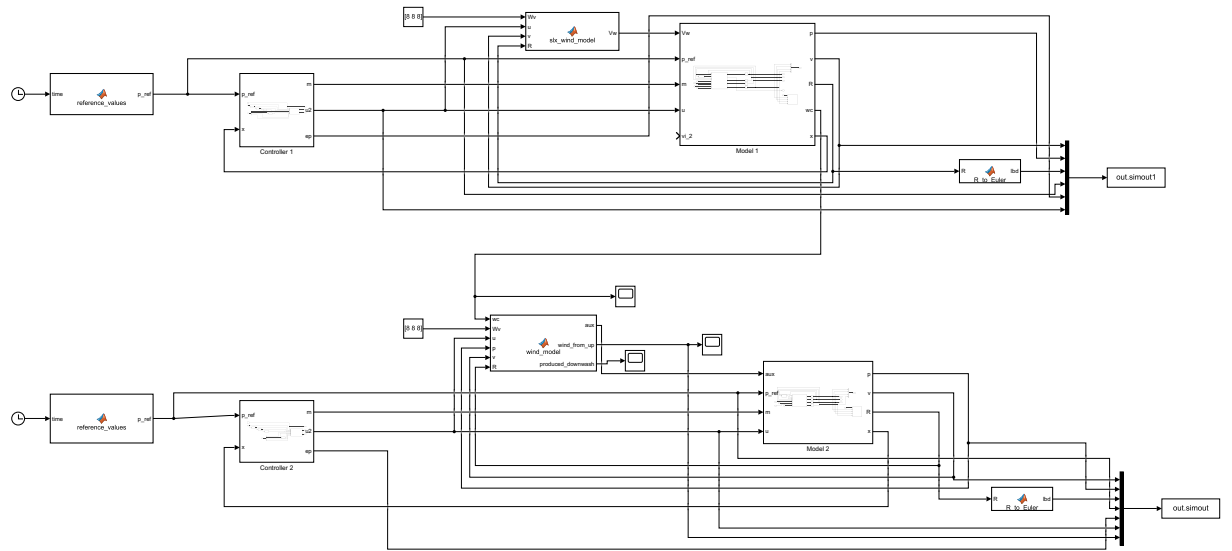 [8 8 8]
Wv
u
v
R
Vw
slx_wind_model
Vw
p_ref
m
u
vi_2
p
v
R
wc
x
Model 1
time
p_ref
reference_values
p_ref
x
m
u2
ep
Controller 1
R
lbd
R_to_Euler
out.simout1
[8 8 8]
wc
Wv
u
p
v
R
aux
wind_from_up
produced_downwash
wind_model
aux
p_ref
m
u
p
v
R
x
Model 2
time
p_ref
reference_values
p_ref
x
m
u2
ep
Controller 2
R
lbd
R_to_Euler
out.simout